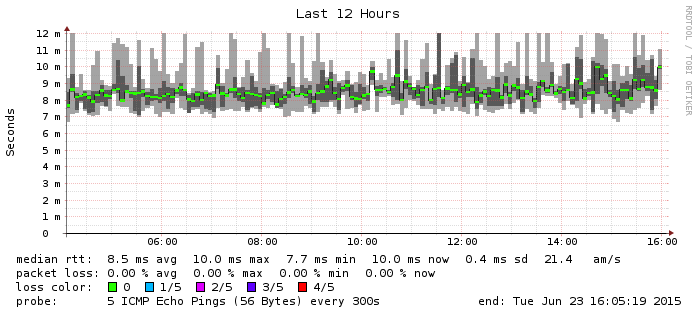 Last 12 Hours
RRDTOOL / TOBI OETIKER
Seconds
12 m
11 m
10 m
9 m
8 m
7 m
6 m
5 m
4 m
3 m
2 m
1 m
0
06:00 08:00 10:00 12:00 14:00 16:00
median rtt: 8.5 ms avg 10.0 ms max 7.7 ms min 10.0 ms now 0.4 ms sd 21.4 am/s
packet loss: 0.00 % avg 0.00 % max 0.00 % min 0.00 % now
loss color: 0 1/5 2/5 3/5 4/5
probe: 5 ICMP Echo Pings (56 Bytes) every 300s end: Tue Jun 23 16:05:19 2015